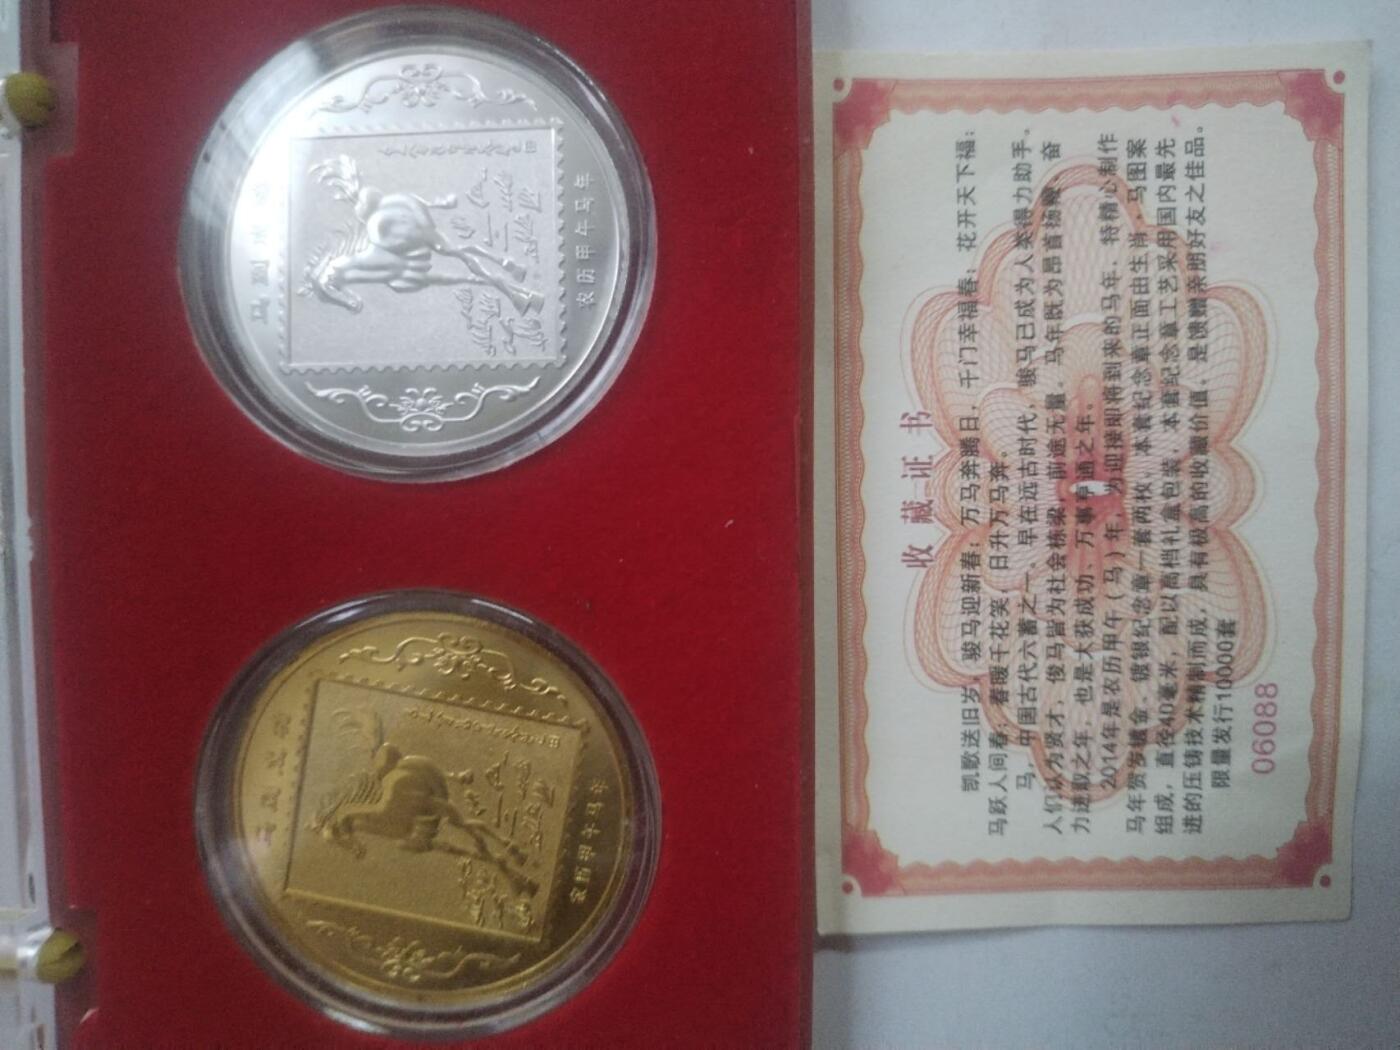 马到成功
农历甲午马年
马到成功
农历甲午马年
收藏证书
凯歌送旧岁，骏马迎新春；万马奔腾日，千门幸福春；花开天下福；
马跃人间春；春暖千花笑，日升万马奔。
马，中国古代六畜之一。早在远古时代，骏马已成为人类得力助手。
人们认为贤才，俊马皆为社会栋梁，前途无量。马年既为昂首扬鞭，奋
力进取之年，也是大获成功、万事亨通之年。
2014年是农历甲午（马）年，为迎接即将到来的马年，特精心制作
马年贺岁镀金、镀银纪念章一套两枚，本套纪念章正面由生肖，马图案
组成，直径40毫米，配以高档礼盒包装，本套纪念章工艺采用国内最先
进的压铸技术精制而成，具有极高的收藏价值，是馈赠亲朋好友之佳品。
限量发行10000套
06088